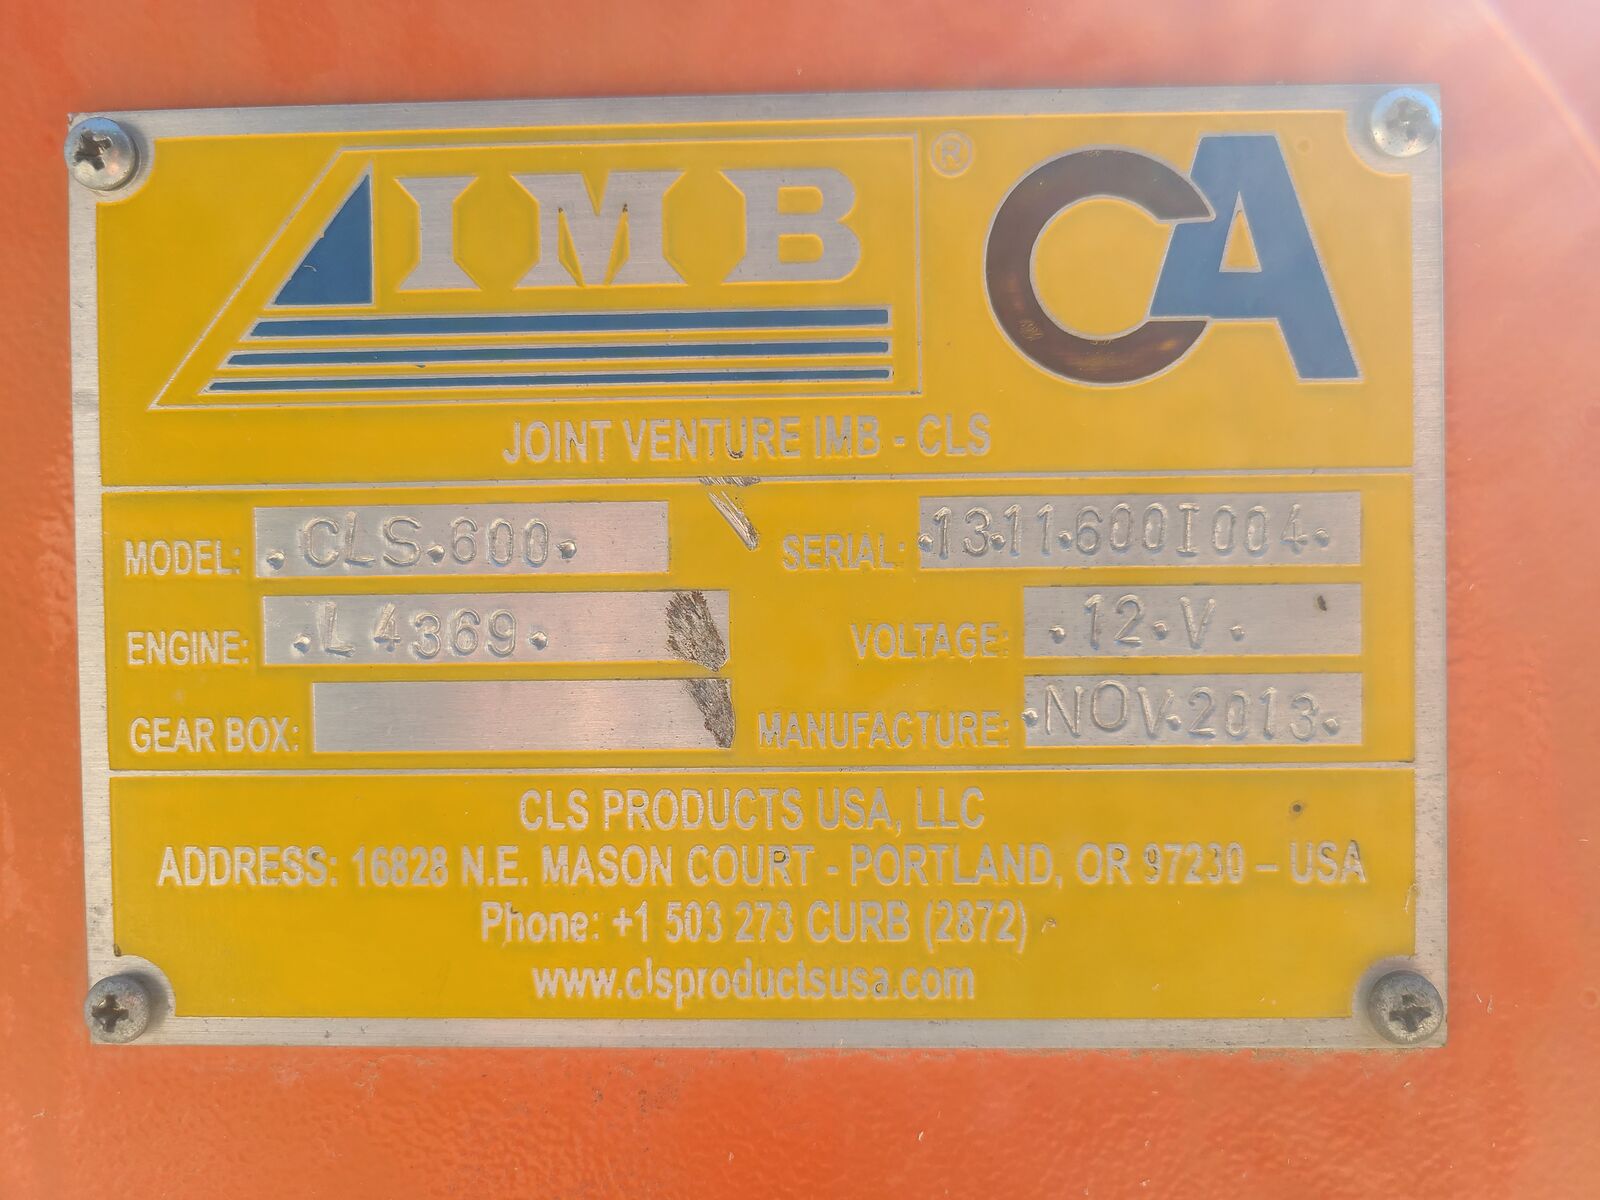 IMB ® CA
JOINT VENTURE IMB - CLS
MODEL: .CLS.600. SERIAL: .13.11.600I004.
ENGINE: .L 4369. VOLTAGE: .12.V.
GEAR BOX: MANUFACTURE: .NOV.2013.
CLS PRODUCTS USA, LLC
ADDRESS: 16828 N.E. MASON COURT - PORTLAND, OR 97230 – USA
Phone: +1 503 273 CURB (2872)
www.clsproductsusa.com